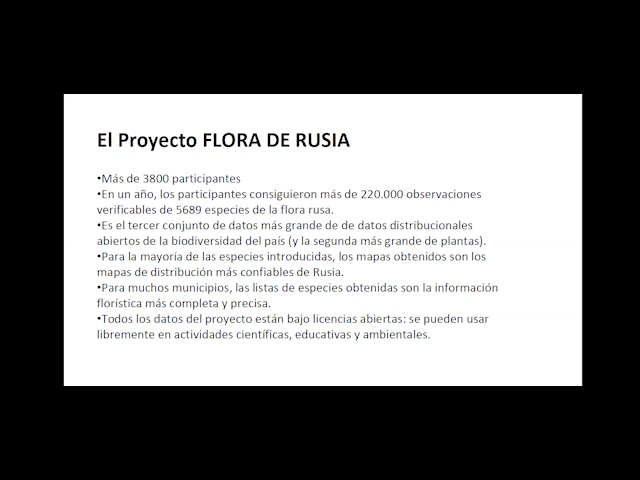 El Proyecto FLORA DE RUSIA
•Más de 3800 participantes
•En un año, los participantes consiguieron más de 220.000 observaciones
verificables de 5689 especies de la flora rusa.
•Es el tercer conjunto de datos más grande de de datos distribucionales
abiertos de la biodiversidad del país (y la segunda más grande de plantas).
•Para la mayoría de las especies introducidas, los mapas obtenidos son los
mapas de distribución más confiables de Rusia.
•Para muchos municipios, las listas de especies obtenidas son la información
florística más completa y precisa.
•Todos los datos del proyecto están bajo licencias abiertas: se pueden usar
libremente en actividades científicas, educativas y ambientales.